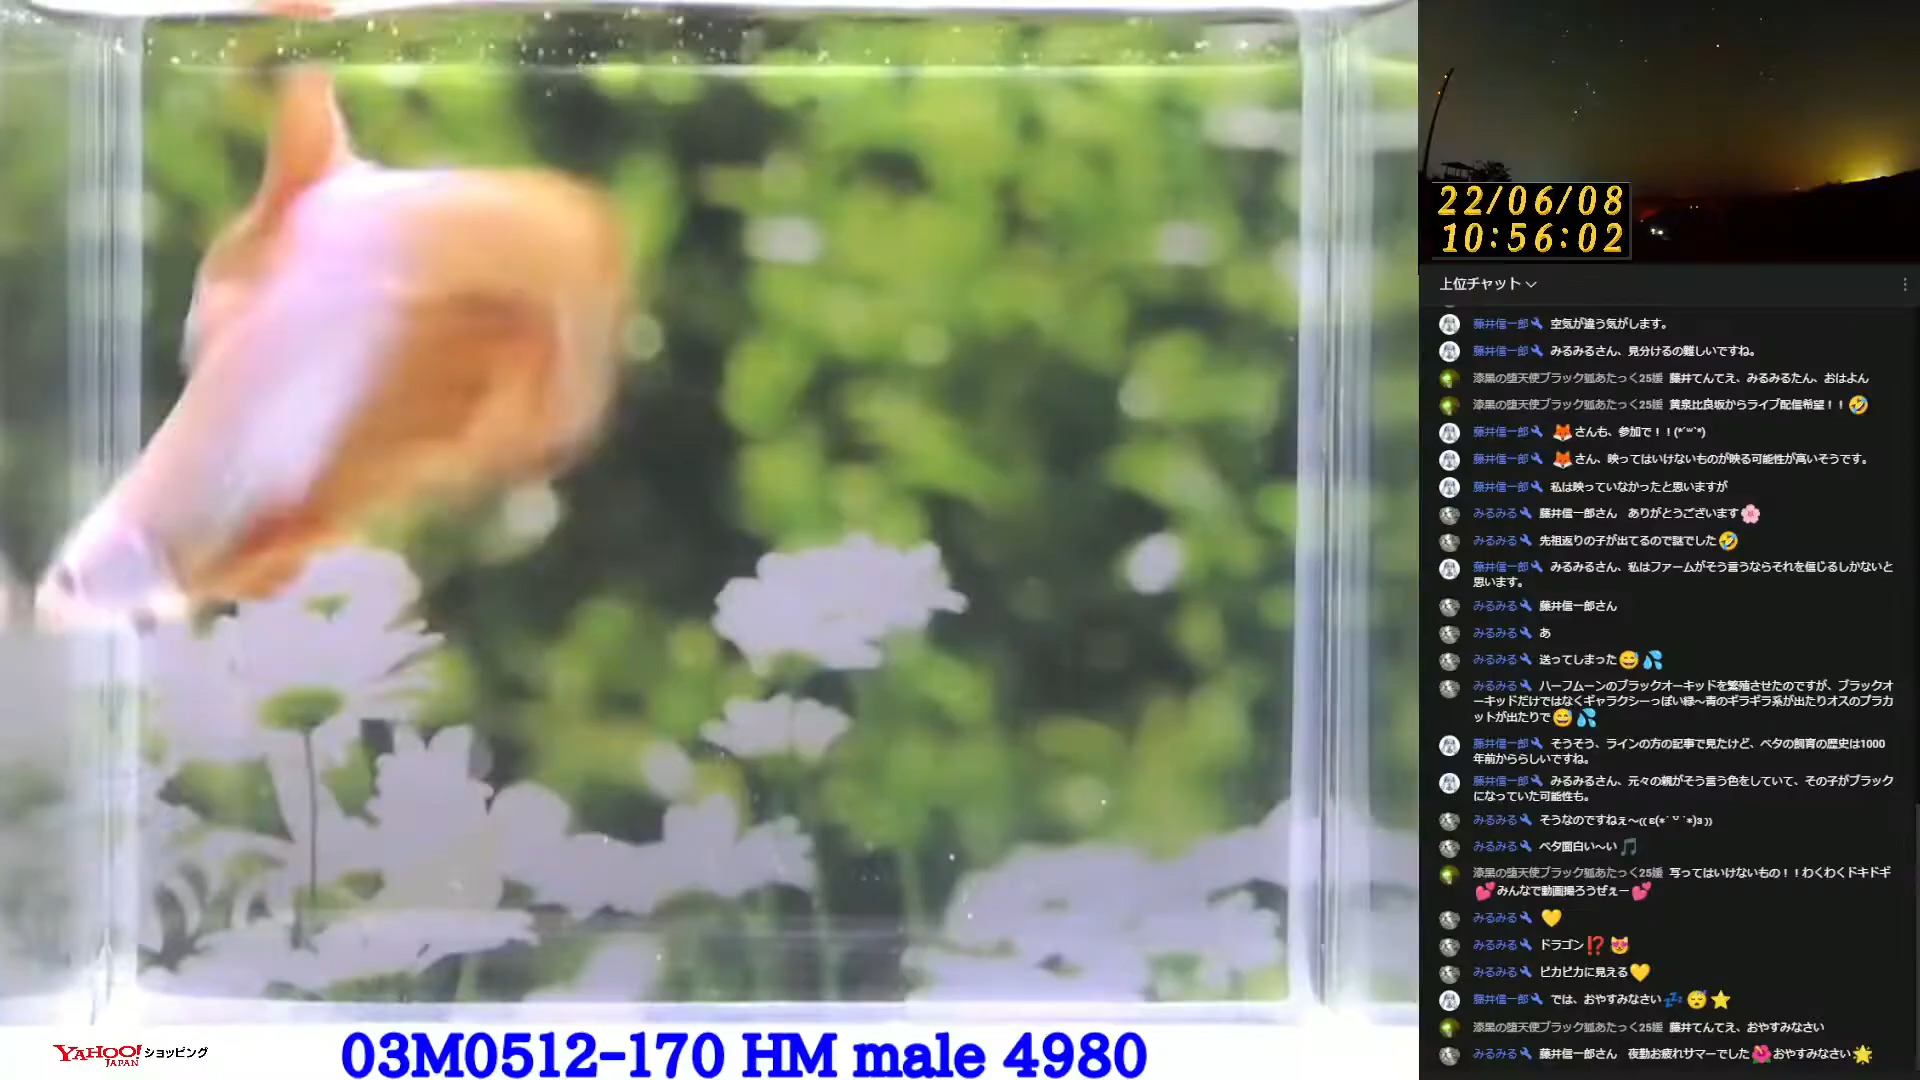 22/06/08
10:56:02
上位チャット
藤井信一郎 空気が違う気がします。
藤井信一郎 みるみるさん、見分けるの難しいですね。
漆黒の堕天使ブラック狐あたっく25媛 藤井てんてえ、みるみるたん、おはよん
漆黒の堕天使ブラック狐あたっく25媛 黄泉比良坂からライブ配信希望！！🤣
藤井信一郎 🦊さんも、参加で！！(*´꒳`*)
藤井信一郎 🦊さん、映ってはいけないものが映る可能性が高いそうです。
藤井信一郎 私は映っていなかったと思いますが
みるみる 藤井信一郎さん　ありがとうございます🌸
みるみる 先祖返りの子が出てるので謎でした🤣
藤井信一郎 みるみるさん、私はファームがそう言うならそれを信じるしかないと
思います。
みるみる 藤井信一郎さん
みるみる あ
みるみる 送ってしまった😅💦
みるみる ハーフムーンのブラックオーキッドを繁殖させたのですが、ブラックオ
ーキッドだけではなくギャラクシーっぽい緑〜青のギラギラ系が出たりオスのプラカ
ットが出たりで😅💦
藤井信一郎 そうそう、ラインの方の記事で見たけど、ベタの飼育の歴史は1000
年前かららしいですね。
藤井信一郎 みるみるさん、元々の親がそう言う色をしていて、その子がブラック
になっていた可能性も。
みるみる そうなのですねぇ〜((ε(*´꒳`*)з))
みるみる ベタ面白い〜い🎵
漆黒の堕天使ブラック狐あたっく25媛 写ってはいけないもの！！わくわくドキドギ
💕みんなで動画撮ろうぜぇー💕
みるみる 💛
みるみる ドラゴン⁉️😻
みるみる ピカピカに見える💛
藤井信一郎 では、おやすみなさい💤😴⭐
漆黒の堕天使ブラック狐あたっく25媛 藤井てんてえ、おやすみなさい
みるみる 藤井信一郎さん　夜勤お疲れサマーでした🌺おやすみなさい🌟
YAHOO! JAPAN ショッピング
03M0512-170 HM male 4980